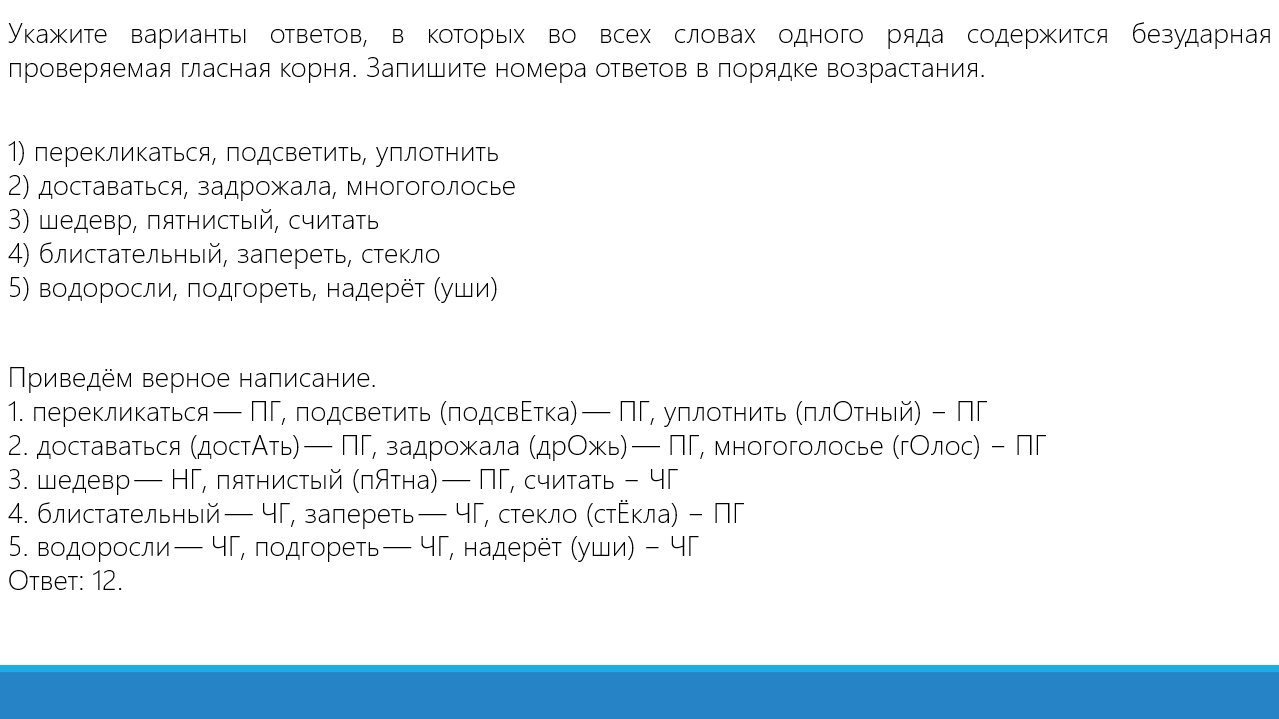 Укажите варианты ответов, в которых во всех словах одного ряда содержится безударная
проверяемая гласная корня. Запишите номера ответов в порядке возрастания.
1) перекликаться, подсветить, уплотнить
2) доставаться, задрожала, многоголосье
3) шедевр, пятнистый, считать
4) блистательный, запереть, стекло
5) водоросли, подгореть, надерёт (уши)
Приведём верное написание.
1. перекликаться — ПГ, подсветить (подсвЕтка) — ПГ, уплотнить (плОтный) – ПГ
2. доставаться (достАть) — ПГ, задрожала (дрОжь) — ПГ, многоголосье (гОлос) – ПГ
3. шедевр — НГ, пятнистый (пЯтна) — ПГ, считать – ЧГ
4. блистательный — ЧГ, запереть — ЧГ, стекло (стЁкла) – ПГ
5. водоросли — ЧГ, подгореть — ЧГ, надерёт (уши) – ЧГ
Ответ: 12.